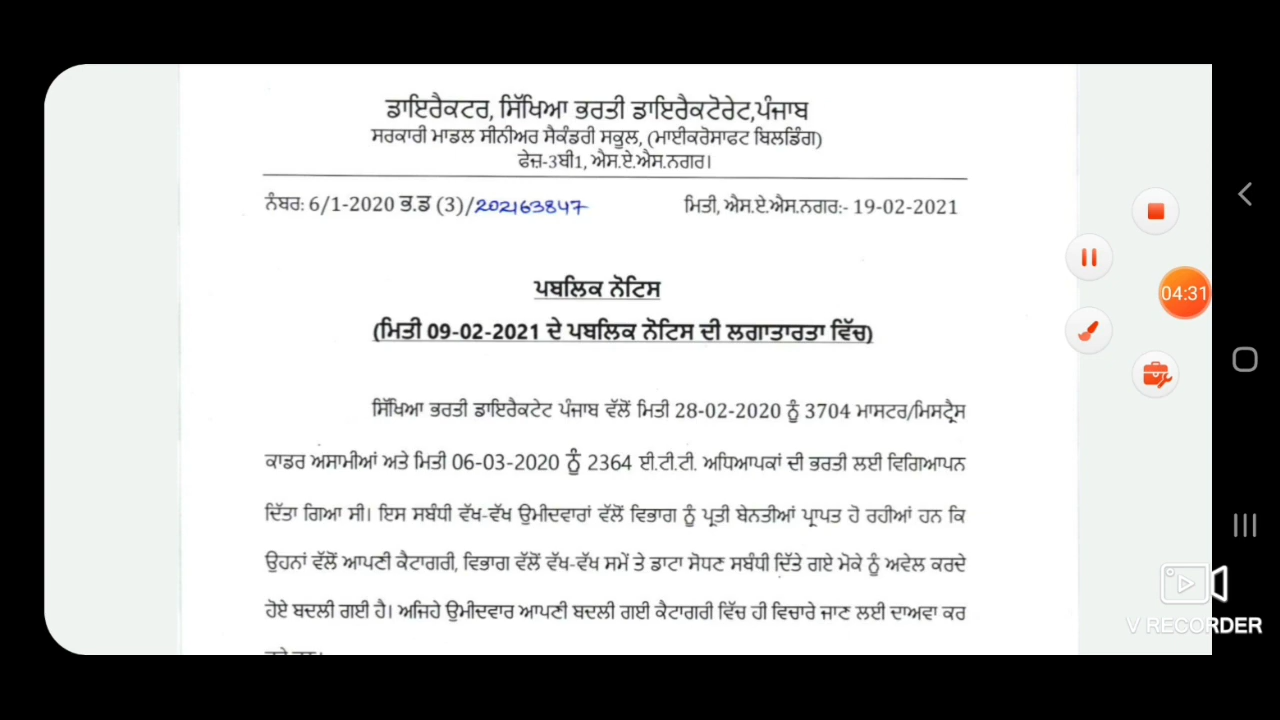 ਡਾਇਰੈਕਟਰ, ਸਿੱਖਿਆ ਭਰਤੀ ਡਾਇਰੈਕਟੋਰੇਟ,ਪੰਜਾਬ
ਸਰਕਾਰੀ ਮਾਡਲ ਸੀਨੀਅਰ ਸੈਕੰਡਰੀ ਸਕੂਲ, (ਮਾਈਕਰੋਸਾਫਟ ਬਿਲਡਿੰਗ)
ਫੇਜ਼-3ਬੀ1, ਐਸ.ਏ.ਐਸ.ਨਗਰ।
ਨੰਬਰ: 6/1-2020 ਭ.ਡ (3)/202163847 ਮਿਤੀ, ਐਸ.ਏ.ਐਸ.ਨਗਰ:- 19-02-2021
ਪਬਲਿਕ ਨੋਟਿਸ
(ਮਿਤੀ 09-02-2021 ਦੇ ਪਬਲਿਕ ਨੋਟਿਸ ਦੀ ਲਗਾਤਾਰਤਾ ਵਿੱਚ)
ਸਿੱਖਿਆ ਭਰਤੀ ਡਾਇਰੈਕਟੇਟ ਪੰਜਾਬ ਵੱਲੋਂ ਮਿਤੀ 28-02-2020 ਨੂੰ 3704 ਮਾਸਟਰ/ਮਿਸਟ੍ਰੈਸ
ਕਾਡਰ ਅਸਾਮੀਆਂ ਅਤੇ ਮਿਤੀ 06-03-2020 ਨੂੰ 2364 ਈ.ਟੀ.ਟੀ. ਅਧਿਆਪਕਾਂ ਦੀ ਭਰਤੀ ਲਈ ਵਿਗਿਆਪਨ
ਦਿੱਤਾ ਗਿਆ ਸੀ। ਇਸ ਸਬੰਧੀ ਵੱਖ-ਵੱਖ ਉਮੀਦਵਾਰਾਂ ਵੱਲੋਂ ਵਿਭਾਗ ਨੂੰ ਪ੍ਰਤੀ ਬੇਨਤੀਆਂ ਪ੍ਰਾਪਤ ਹੋ ਰਹੀਆਂ ਹਨ ਕਿ
ਉਹਨਾਂ ਵੱਲੋਂ ਆਪਣੀ ਕੈਟਾਗਰੀ, ਵਿਭਾਗ ਵੱਲੋਂ ਵੱਖ-ਵੱਖ ਸਮੇਂ ਤੇ ਡਾਟਾ ਸੋਧਣ ਸਬੰਧੀ ਦਿੱਤੇ ਗਏ ਮੋਕੇ ਨੂੰ ਅਵੇਲ ਕਰਦੇ
ਹੋਏ ਬਦਲੀ ਗਈ ਹੈ। ਅਜਿਹੇ ਉਮੀਦਵਾਰ ਆਪਣੀ ਬਦਲੀ ਗਈ ਕੈਟਾਗਰੀ ਵਿੱਚ ਹੀ ਵਿਚਾਰੇ ਜਾਣ ਲਈ ਦਾਅਵਾ ਕਰ
04:31
V RECORDER